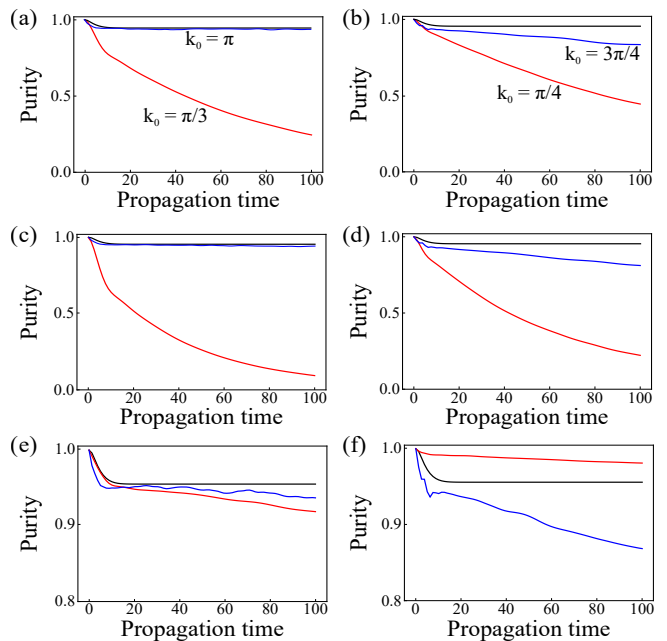 (a)
1.0
0.5
0.0
Purity
k₀ = π
k₀ = π/3
0 20 40 60 80 100
Propagation time
(b)
1.0
0.5
0.0
Purity
k₀ = 3π/4
k₀ = π/4
0 20 40 60 80 100
Propagation time
(c)
1.0
0.5
0.0
Purity
0 20 40 60 80 100
Propagation time
(d)
1.0
0.5
0.0
Purity
0 20 40 60 80 100
Propagation time
(e)
1.0
0.9
0.8
Purity
0 20 40 60 80 100
Propagation time
(f)
1.0
0.9
0.8
Purity
0 20 40 60 80 100
Propagation time